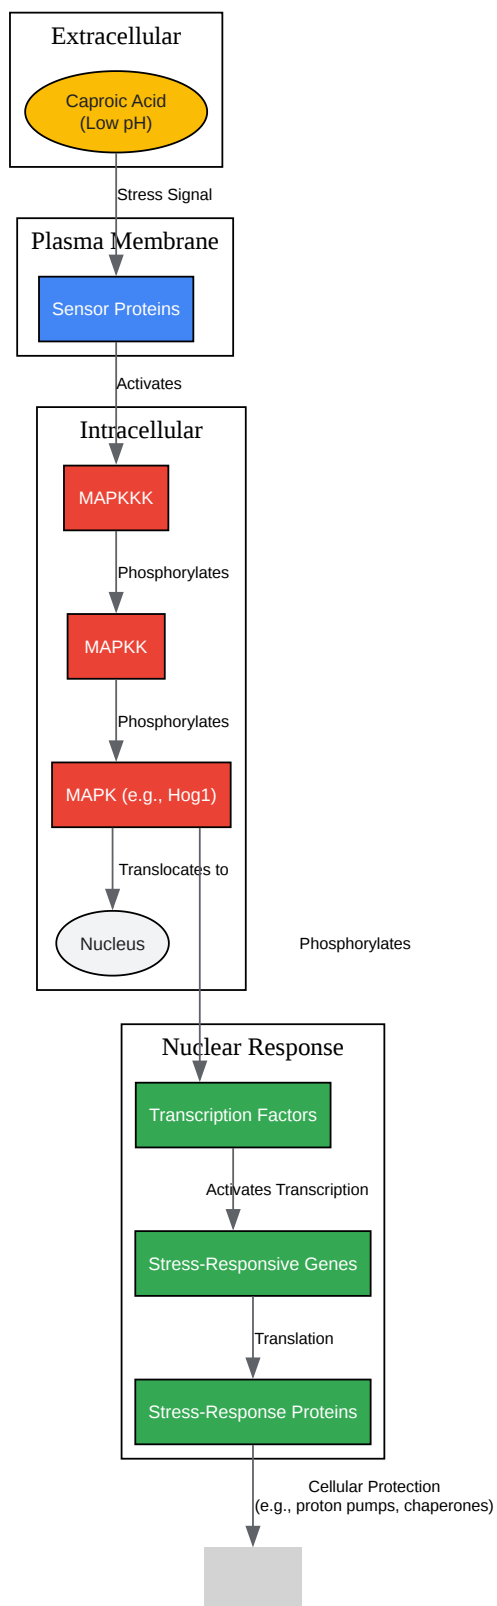 Extracellular
Caproic Acid
(Low pH)
Stress Signal
Plasma Membrane
Sensor Proteins
Activates
Intracellular
MAPKKK
Phosphorylates
MAPKK
Phosphorylates
MAPK (e.g., Hog1)
Translocates to
Nucleus
Phosphorylates
Nuclear Response
Transcription Factors
Activates Transcription
Stress-Responsive Genes
Translation
Stress-Response Proteins
Cellular Protection
(e.g., proton pumps, chaperones)